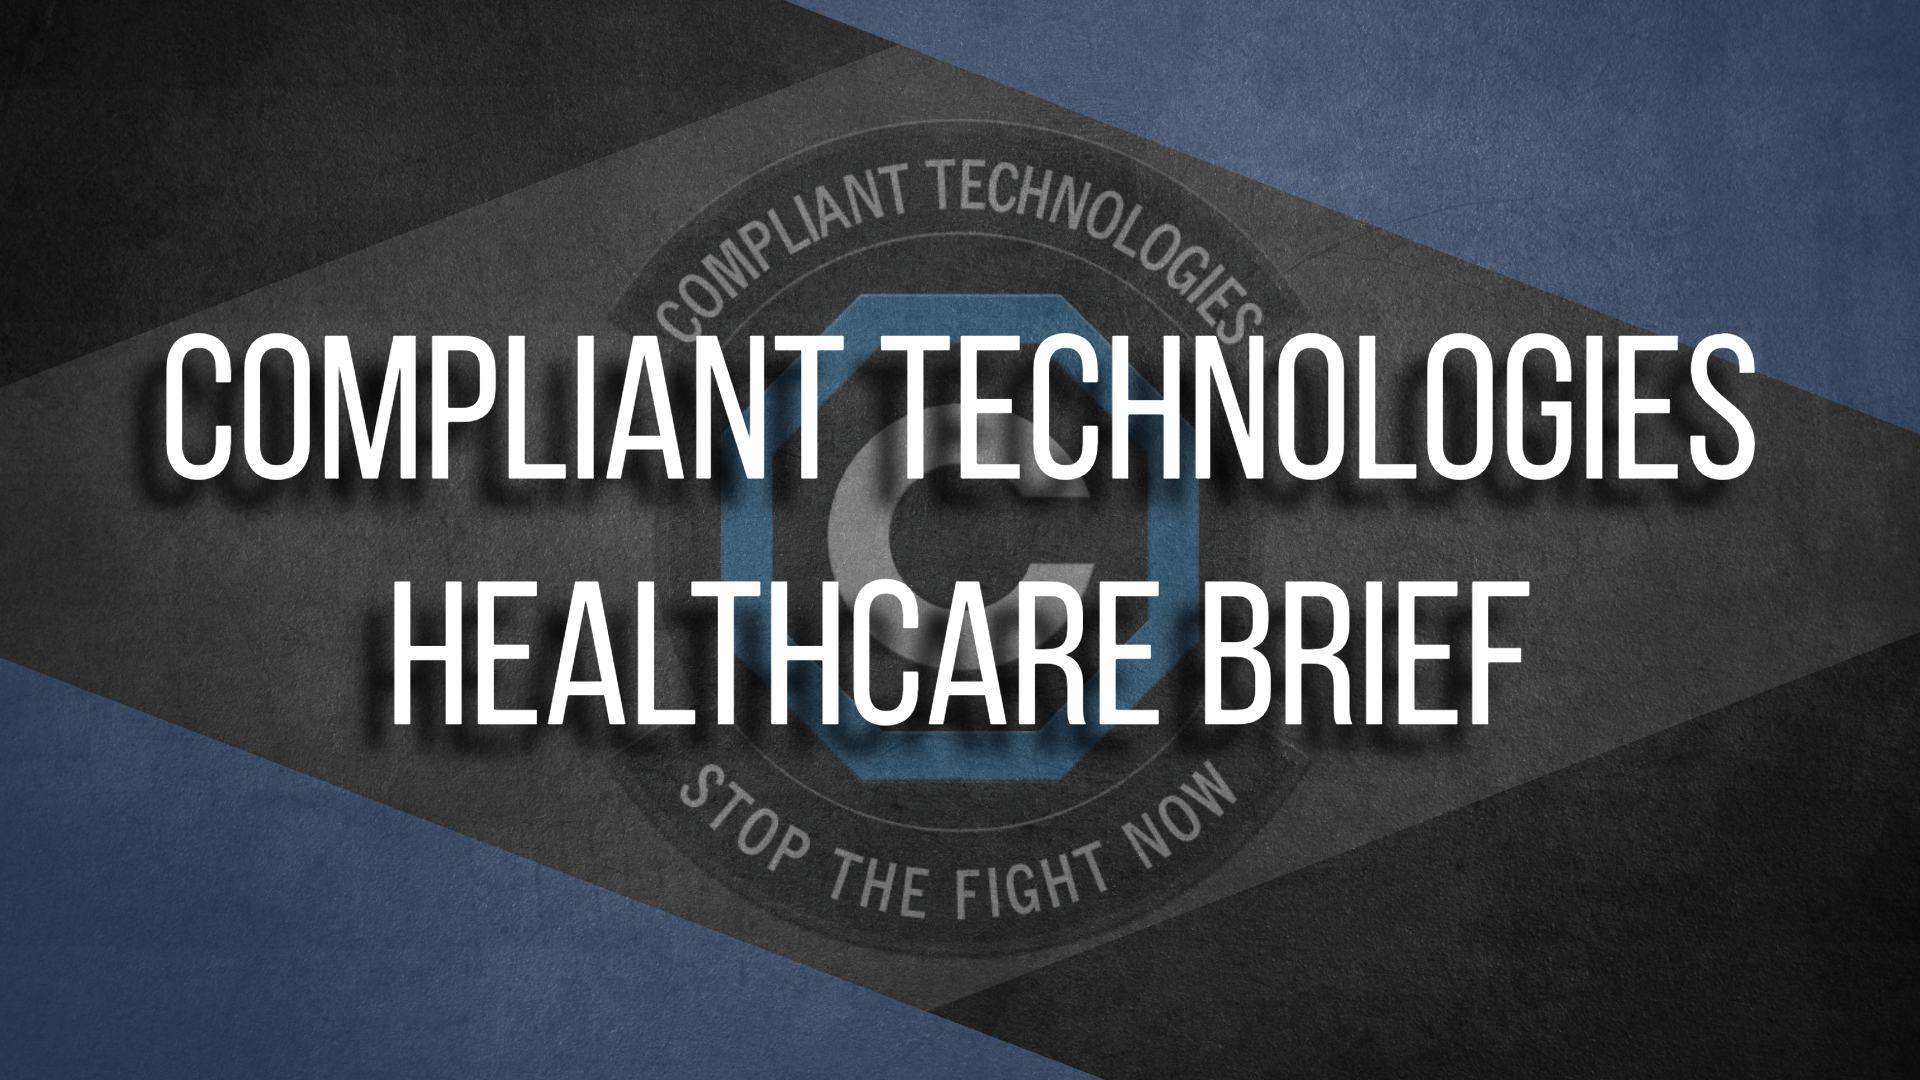 COMPLIANT TECHNOLOGIES
COMPLIANT TECHNOLOGIES
C
HEALTHCARE BRIEF
STOP THE FIGHT NOW